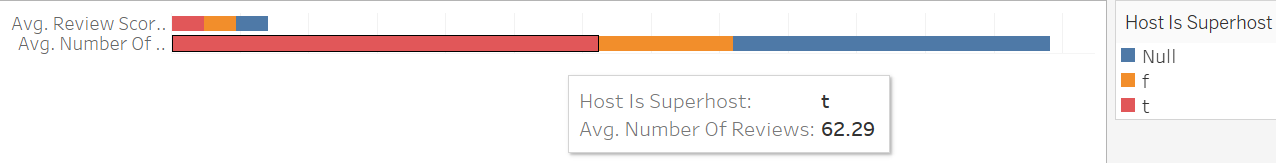 Avg. Review Scor..
Avg. Number Of ..
Host Is Superhost:    t
Avg. Number Of Reviews: 62.29
Host Is Superhost
Null
f
t